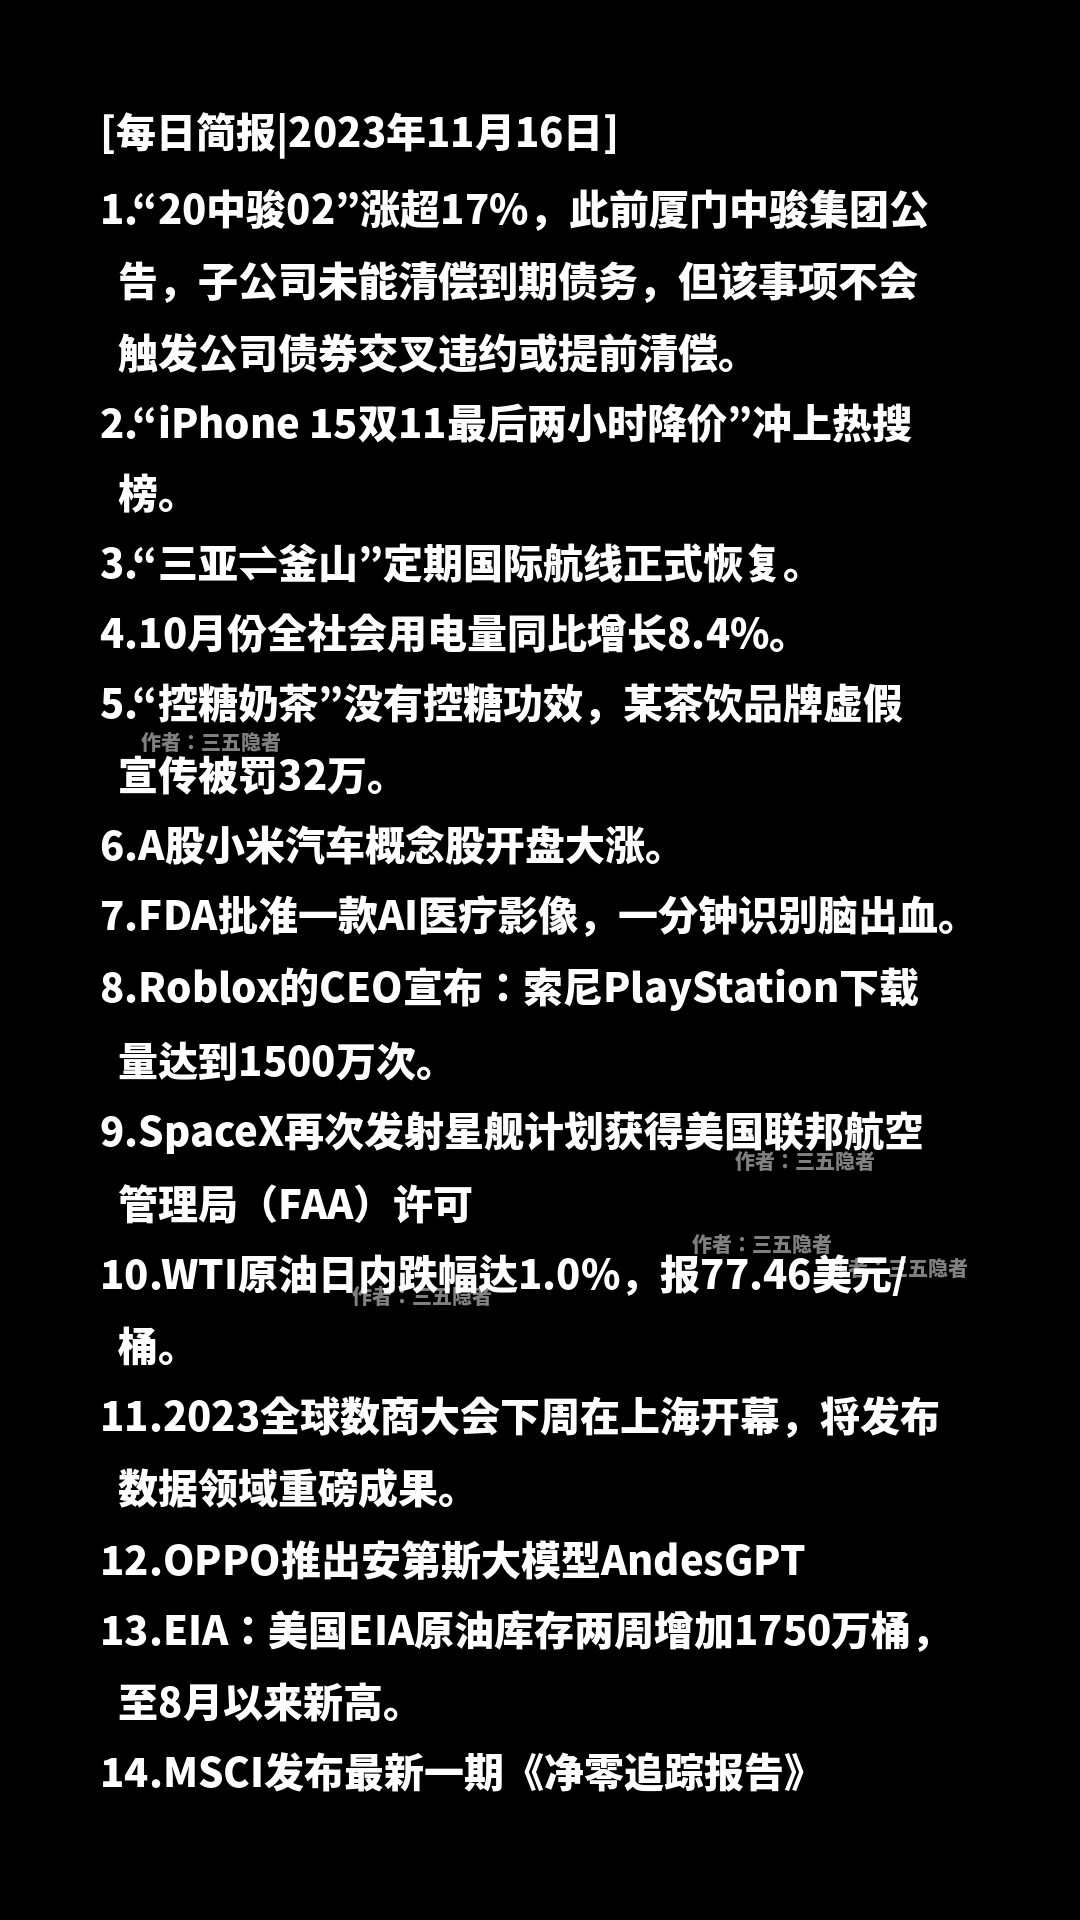 [每日简报|2023年11月16日]
1.“20中骏02”涨超17%，此前厦门中骏集团公
告，子公司未能清偿到期债务，但该事项不会
触发公司债券交叉违约或提前清偿。
2.“iPhone 15双11最后两小时降价”冲上热搜
榜。
3.“三亚⇌釜山”定期国际航线正式恢复。
4.10月份全社会用电量同比增长8.4%。
5.“控糖奶茶”没有控糖功效，某茶饮品牌虚假
作者：三五隐者
宣传被罚32万。
6.A股小米汽车概念股开盘大涨。
7.FDA批准一款AI医疗影像，一分钟识别脑出血。
8.Roblox的CEO宣布：索尼PlayStation下载
量达到1500万次。
9.SpaceX再次发射星舰计划获得美国联邦航空
作者：三五隐者
管理局（FAA）许可
作者：三五隐者
10.WTI原油日内跌幅达1.0%，报77.46美元/
作者：三五隐者
作者：三五隐者
桶。
11.2023全球数商大会下周在上海开幕，将发布
数据领域重磅成果。
12.OPPO推出安第斯大模型AndesGPT
13.EIA：美国EIA原油库存两周增加1750万桶，
至8月以来新高。
14.MSCI发布最新一期《净零追踪报告》